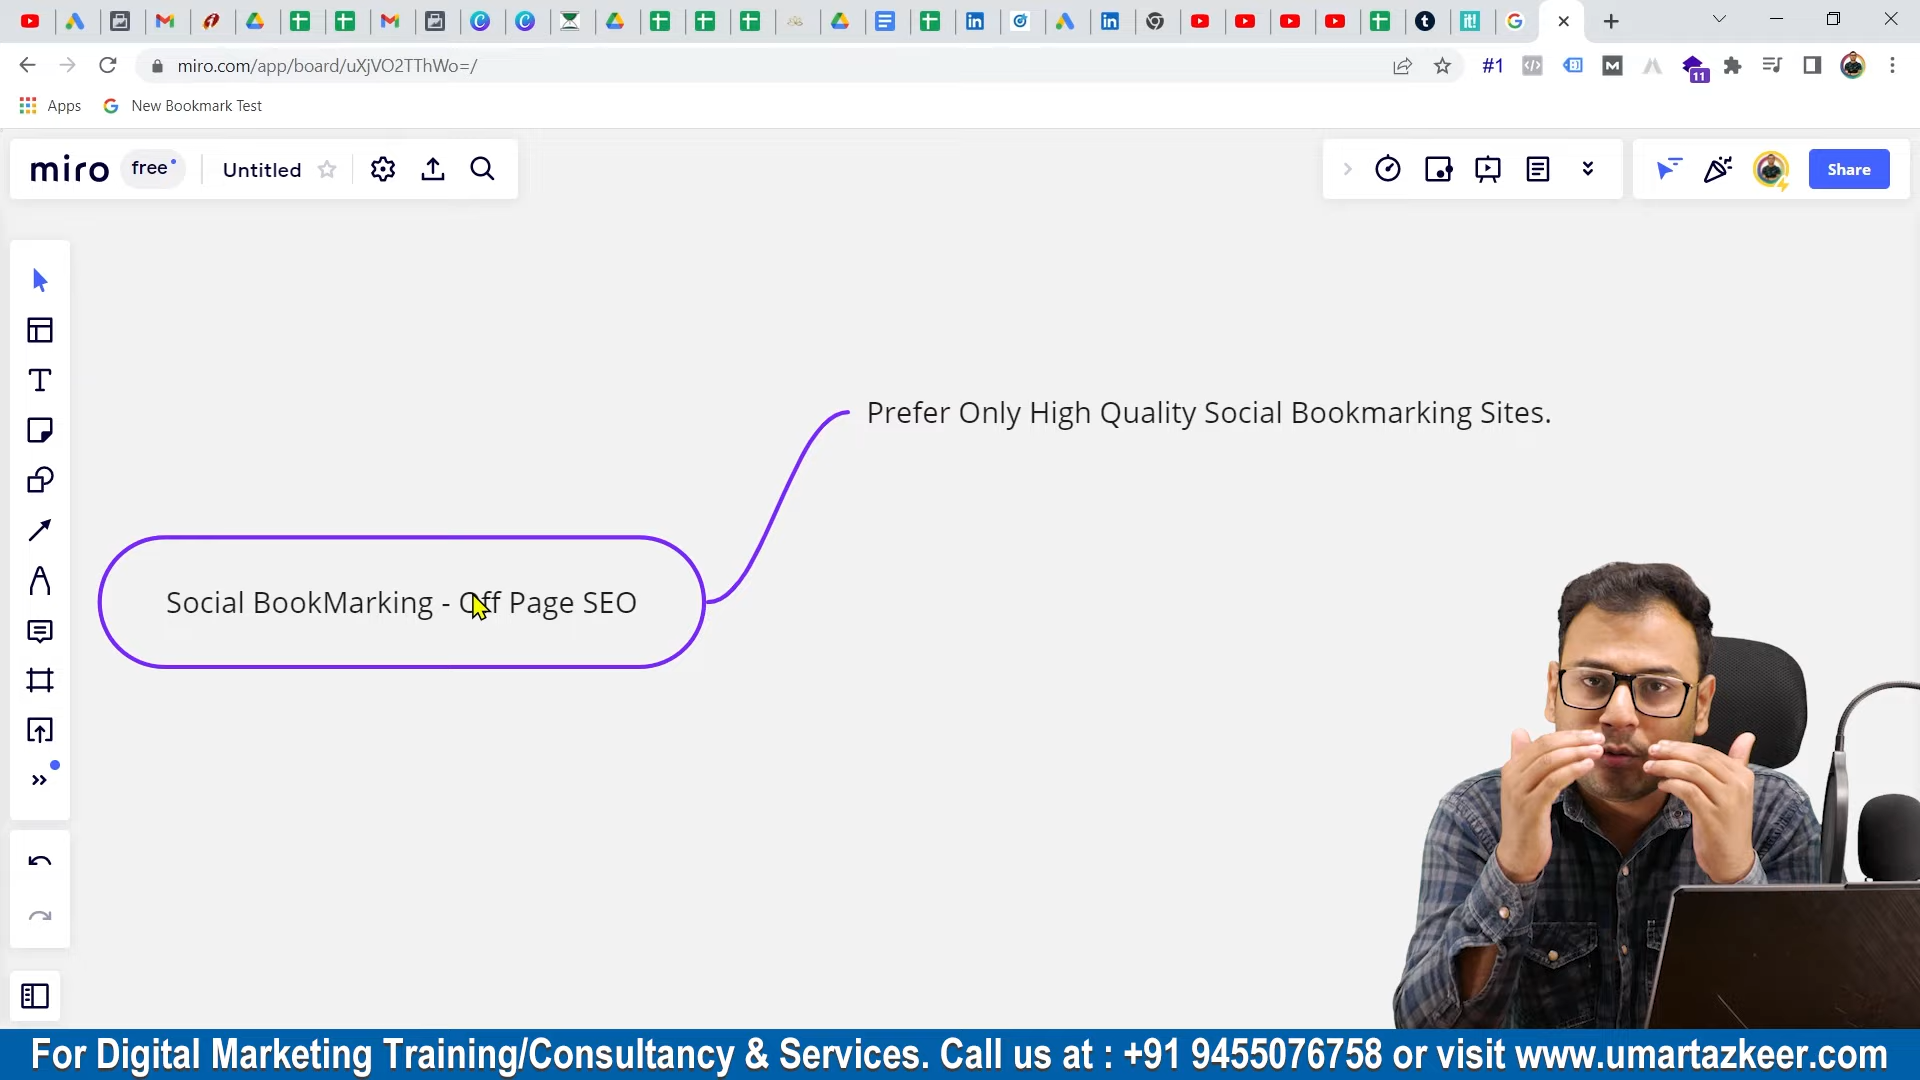 miro.com/app/board/uXjVO2TThWo=/
#1
11
Apps
New Bookmark Test
miro
free
Untitled
Share
Prefer Only High Quality Social Bookmarking Sites.
Social BookMarking - Off Page SEO
For Digital Marketing Training/Consultancy & Services. Call us at : +91 9455076758 or visit www.umartazkeer.com